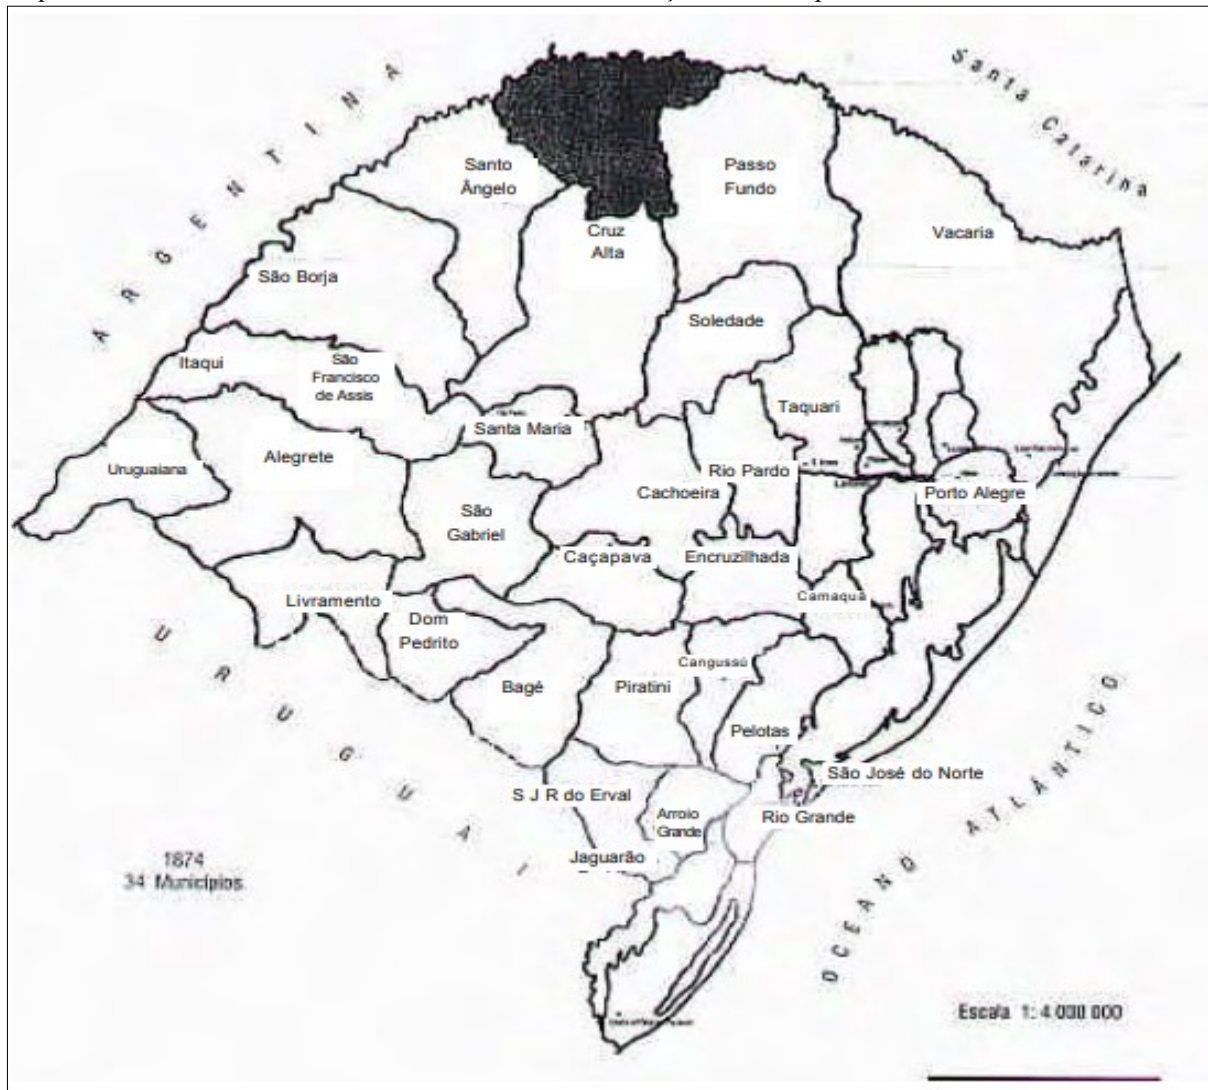 Santa Catarina
ARGENTINA
Santo
Ângelo
Passo
Fundo
Cruz
Alta
Vacaria
São Borja
Soledade
Itaqui
São
Francisco
de Assis
Taquari
Santa Maria
Alegrete
Uruguaiana
Rio Pardo
Cachoeira
Porto Alegre
São
Gabriel
Caçapava
Encruzilhada
Camaquã
Livramento
Dom
Pedrito
Cangussú
Bagé
Piratini
Pelotas
URUGUAI
São José do Norte
S J R do Erval
Arroio
Grande
Rio Grande
Jaguarão
OCEANO ATLÂNTICO
1874
34 Municípios
Escala 1: 4 000 000